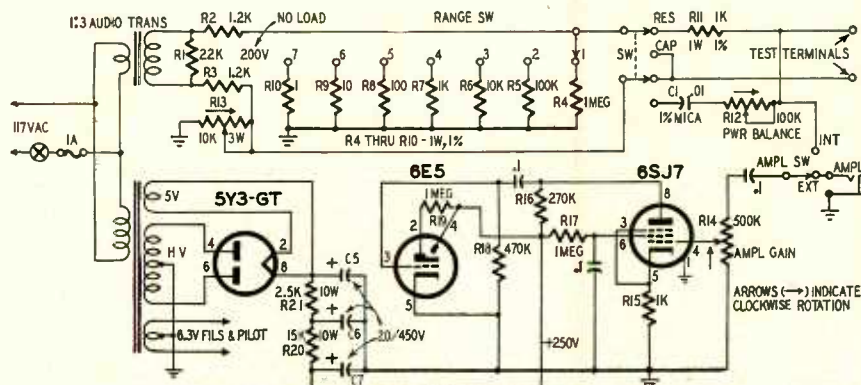 1:3 AUDIO TRANS
R2 1.2K
NO LOAD
200V
RANGE SW
R1
22K
R3 1.2K
R13
10K
3W
7
6
5
4
3
2
1
R10 1
R9 10
R8 100
R7 1K
R6 10K
R5 100K
R4
1MEG
R4 THRU R10 - 1W, 1%
SW
RES
CAP
R11 1K
1W 1%
TEST TERMINALS
C1 .01
1% MICA
R12 100K
PWR BALANCE
INT
AMPL SW
EXT
AMPL
.1
117VAC
1A
5V
HV
6.3V FILS & PILOT
5Y3-GT
4
6
2
8
C5
2.5K 10W
R21
C6
15K 10W
R20
20/450V
C7
6E5
1MEG
R19
2
4
3
5
.1
R16 270K
R18 470K
R17
1MEG
+250V
.1
6SJ7
8
3
6
4
5
1
R15 1K
R14 500K
AMPL GAIN
ARROWS (→) INDICATE
CLOCKWISE ROTATION